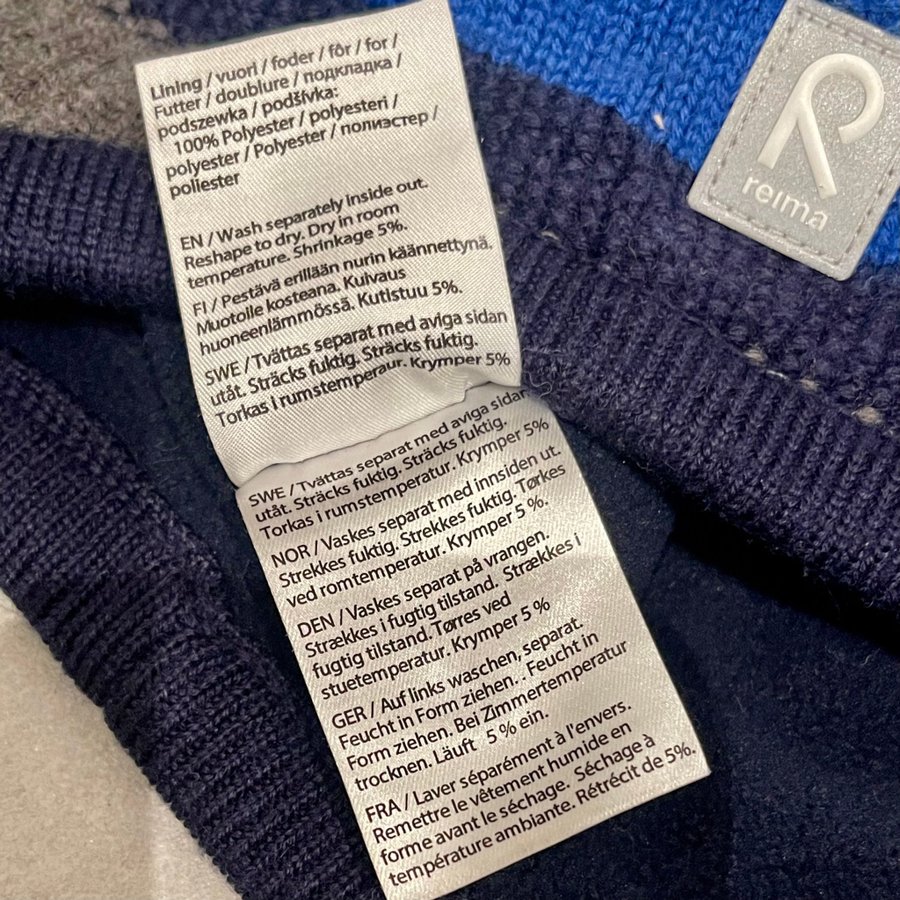 Lining / vuori / foder / fôr / for /
Futter / doublure / подкладка /
podszewka / podšívka:
100% Polyester / polyesteri /
polyester / Polyester / полиэстер /
poliester
EN / Wash separately inside out.
Reshape to dry. Dry in room
temperature. Shrinkage 5%.
FI / Pestävä erillään nurin käännettynä.
Muotoile kosteana. Kuivaus
huoneenlämmössä. Kutistuu 5%.
SWE / Tvättas separat med aviga sidan
utåt. Sträcks fuktig. Sträcks fuktig.
Torkas i rumstemperatur. Krymper 5%
SWE / Tvättas separat med aviga sidan
utåt. Sträcks fuktig. Sträcks fuktig.
Torkas i rumstemperatur. Krymper 5%
NOR / Vaskes separat med innsiden ut.
Strekkes fuktig. Strekkes fuktig. Tørkes
ved romtemperatur. Krymper 5 %.
DEN / Vaskes separat på vrangen.
Strækkes i fugtig tilstand. Strækkes i
fugtig tilstand. Tørres ved
stuetemperatur. Krymper 5 %
GER / Auf links waschen, separat.
Feucht in Form ziehen. . Feucht in
Form ziehen. Bei Zimmertemperatur
trocknen. Läuft 5 % ein.
FRA / Laver séparément à l'envers.
Remettre le vêtement humide en
forme avant le séchage. Séchage à
température ambiante. Rétrécit de 5%.
R
reima